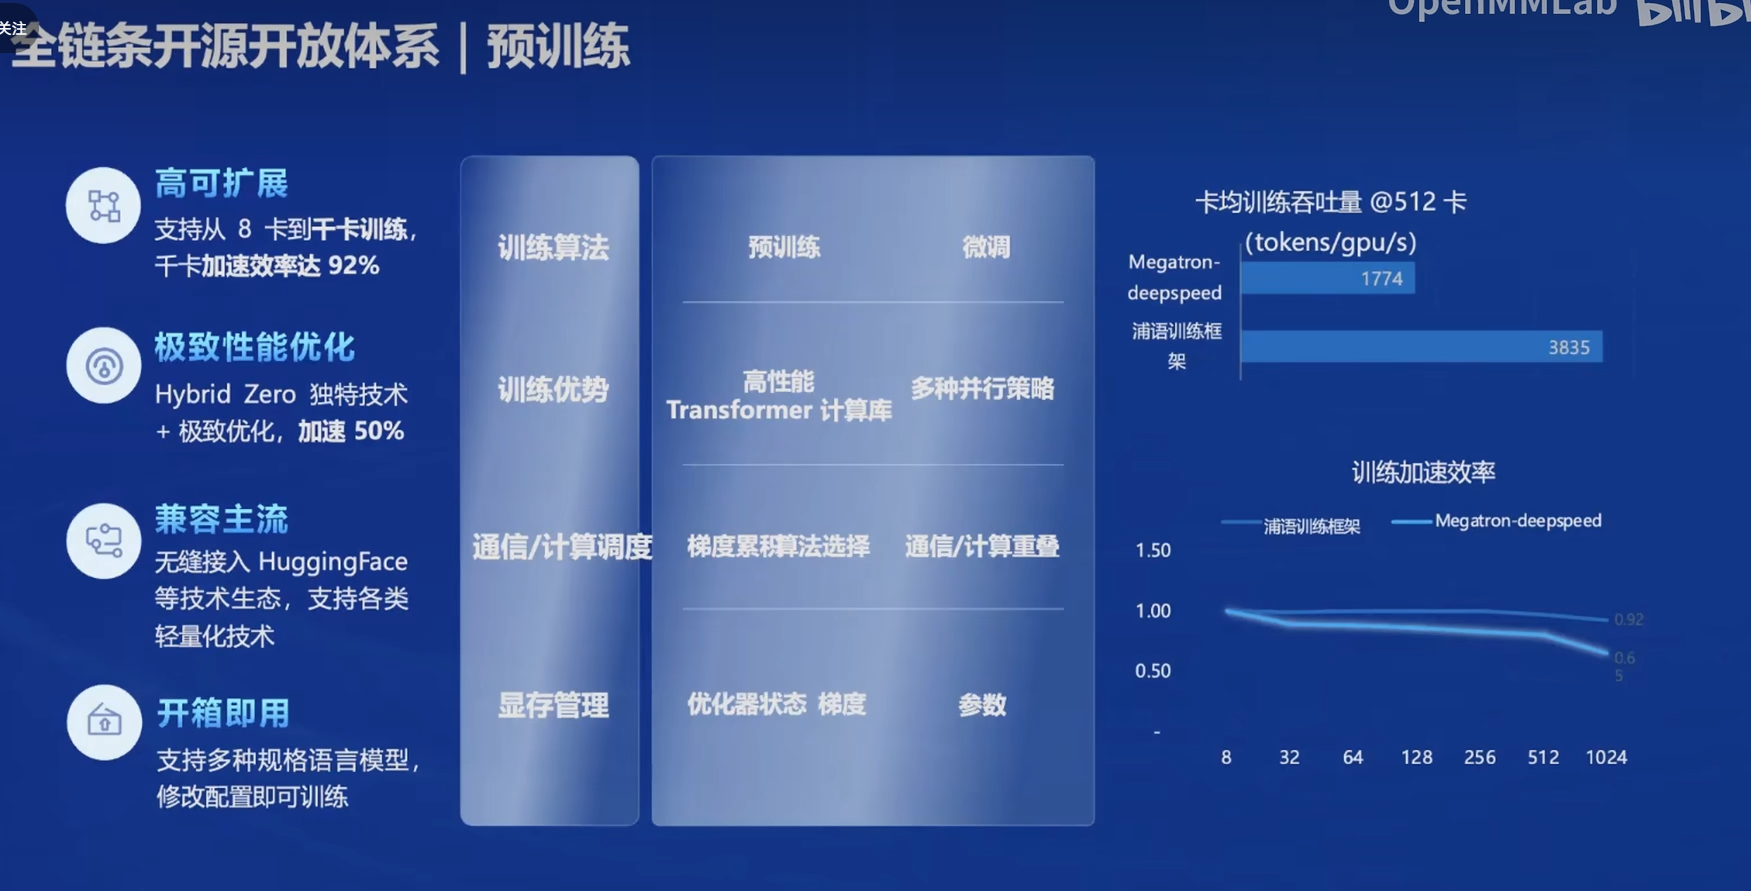 关注
OpenMMLab bilibili
全链条开源开放体系 | 预训练
高可扩展
支持从 8 卡到千卡训练,
千卡加速效率达 92%
极致性能优化
Hybrid Zero 独特技术
+ 极致优化, 加速 50%
兼容主流
无缝接入 HuggingFace
等技术生态, 支持各类
轻量化技术
开箱即用
支持多种规格语言模型,
修改配置即可训练
训练算法 预训练 微调
训练优势 高性能 多种并行策略
Transformer 计算库
通信/计算调度 梯度累积算法选择 通信/计算重叠
显存管理 优化器状态 梯度 参数
卡均训练吞吐量 @512 卡
(tokens/gpu/s)
Megatron-
deepspeed
1774
浦语训练框
架
3835
训练加速效率
浦语训练框架 Megatron-deepspeed
1.50
1.00
0.50
-
0.92
0.6
5
8 32 64 128 256 512 1024